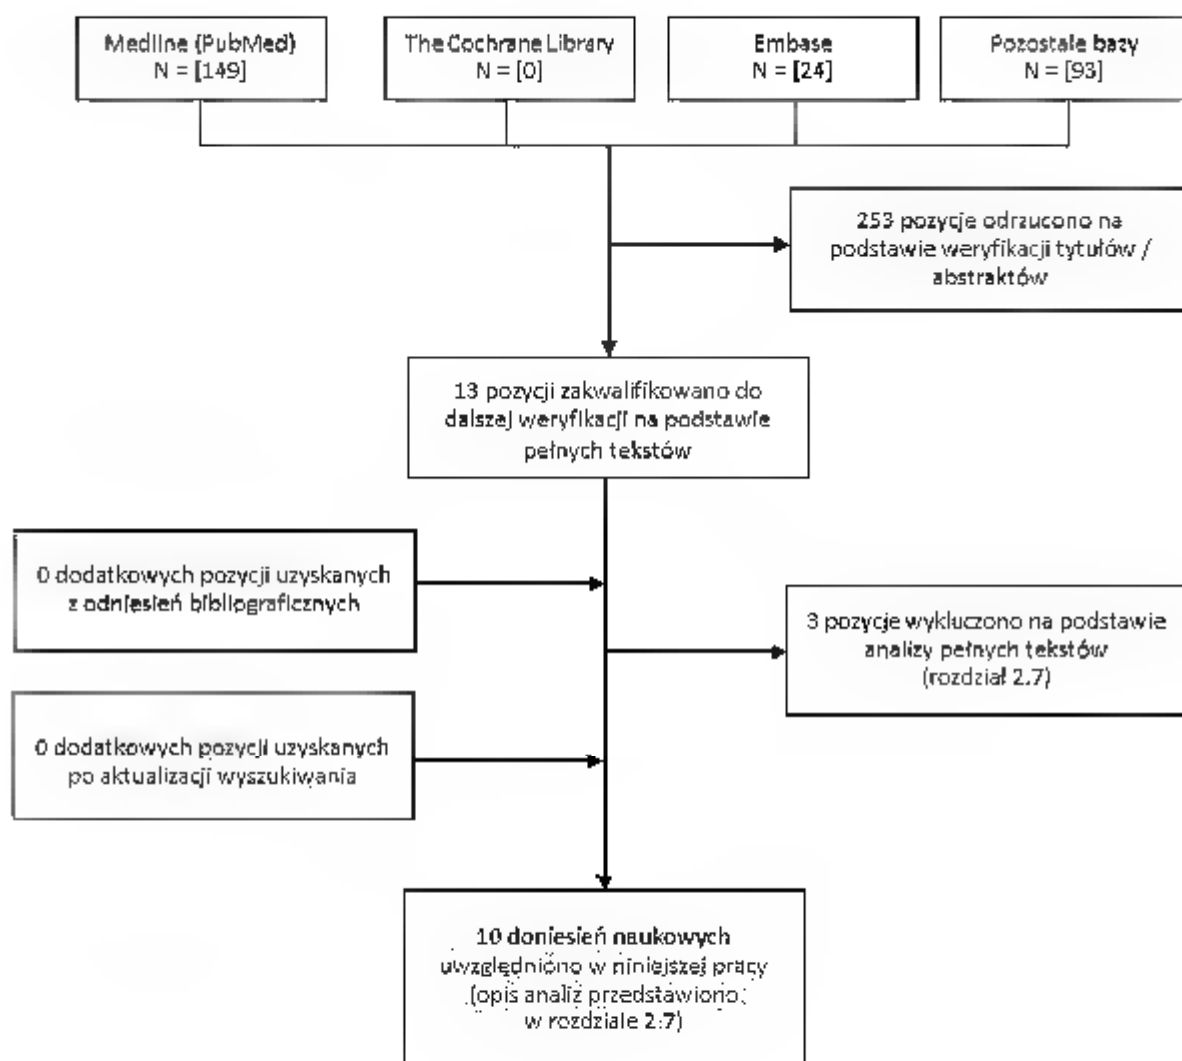 Medline (PubMed)
N = [149]
The Cochrane Library
N = [0]
Embase
N = [24]
Pozostałe bazy
N = [93]
253 pozycje odrzucono na
podstawie weryfikacji tytułów /
abstraktów
13 pozycji zakwalifikowano do
dalszej weryfikacji na podstawie
pełnych tekstów
0 dodatkowych pozycji uzyskanych
z odniesień bibliograficznych
3 pozycje wykluczono na podstawie
analizy pełnych tekstów
(rozdział 2.7)
0 dodatkowych pozycji uzyskanych
po aktualizacji wyszukiwania
10 doniesień naukowych
uwzględniono w niniejszej pracy
(opis analiz przedstawiono
w rozdziale 2.7)